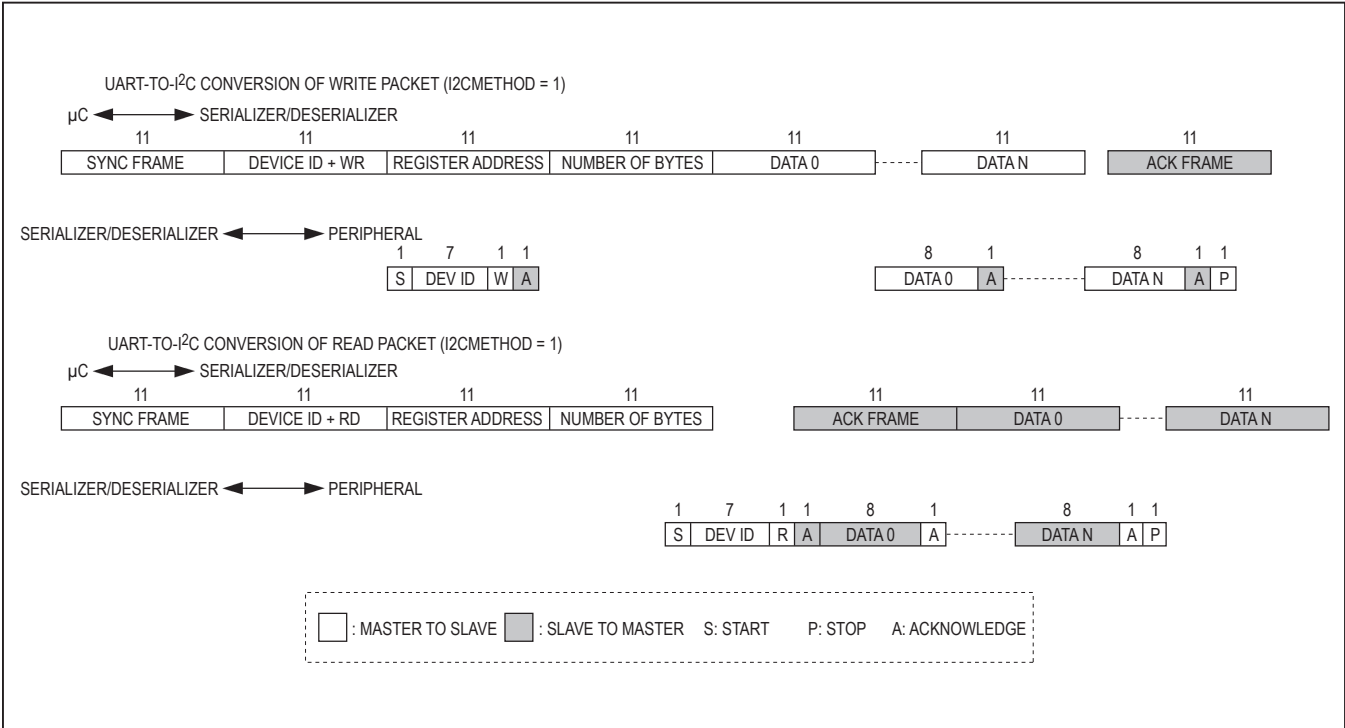 UART-TO-I2C CONVERSION OF WRITE PACKET (I2CMETHOD = 1)
µC SERIALIZER/DESERIALIZER
11 11 11 11 11 11 11
SYNC FRAME DEVICE ID + WR REGISTER ADDRESS NUMBER OF BYTES DATA 0 DATA N ACK FRAME
SERIALIZER/DESERIALIZER PERIPHERAL
1 7 1 1 8 1 8 1 1
S DEV ID W A DATA 0 A DATA N A P
UART-TO-I2C CONVERSION OF READ PACKET (I2CMETHOD = 1)
µC SERIALIZER/DESERIALIZER
11 11 11 11 11 11 11
SYNC FRAME DEVICE ID + RD REGISTER ADDRESS NUMBER OF BYTES ACK FRAME DATA 0 DATA N
SERIALIZER/DESERIALIZER PERIPHERAL
1 7 1 1 8 1 8 1 1
S DEV ID R A DATA 0 A DATA N A P
: MASTER TO SLAVE : SLAVE TO MASTER S: START P: STOP A: ACKNOWLEDGE